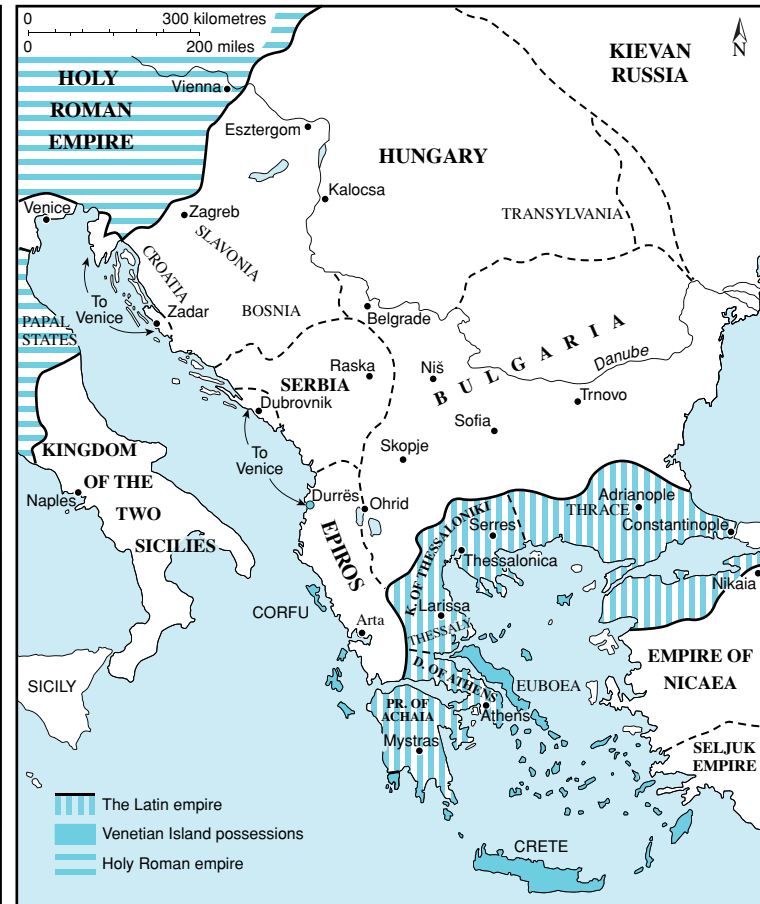 0 300 kilometres
0 200 miles
N
HOLY
ROMAN
EMPIRE
KIEVAN
RUSSIA
Vienna
Esztergom
HUNGARY
Kalocsa
TRANSYLVANIA
Venice
Zagreb
SLAVONIA
CROATIA
To
Venice
Zadar
BOSNIA
Belgrade
PAPAL
STATES
BULGARIA
Danube
Raska
Niš
SERBIA
Trnovo
Dubrovnik
Sofia
To
Venice
Skopje
KINGDOM
OF THE
TWO
SICILIES
Naples
Durrës
Ohrid
EPIROS
K. OF THESSALONIKI
Serres
Adrianople
THRACE
Constantinople
Thessalonica
Nikaia
CORFU
Larissa
Arta
THESSALY
EMPIRE OF
NICAEA
SICILY
D. OF ATHENS
EUBOEA
PR. OF
ACHAIA
Athens
Mystras
SELJUK
EMPIRE
The Latin empire
Venetian Island possessions
Holy Roman empire
CRETE